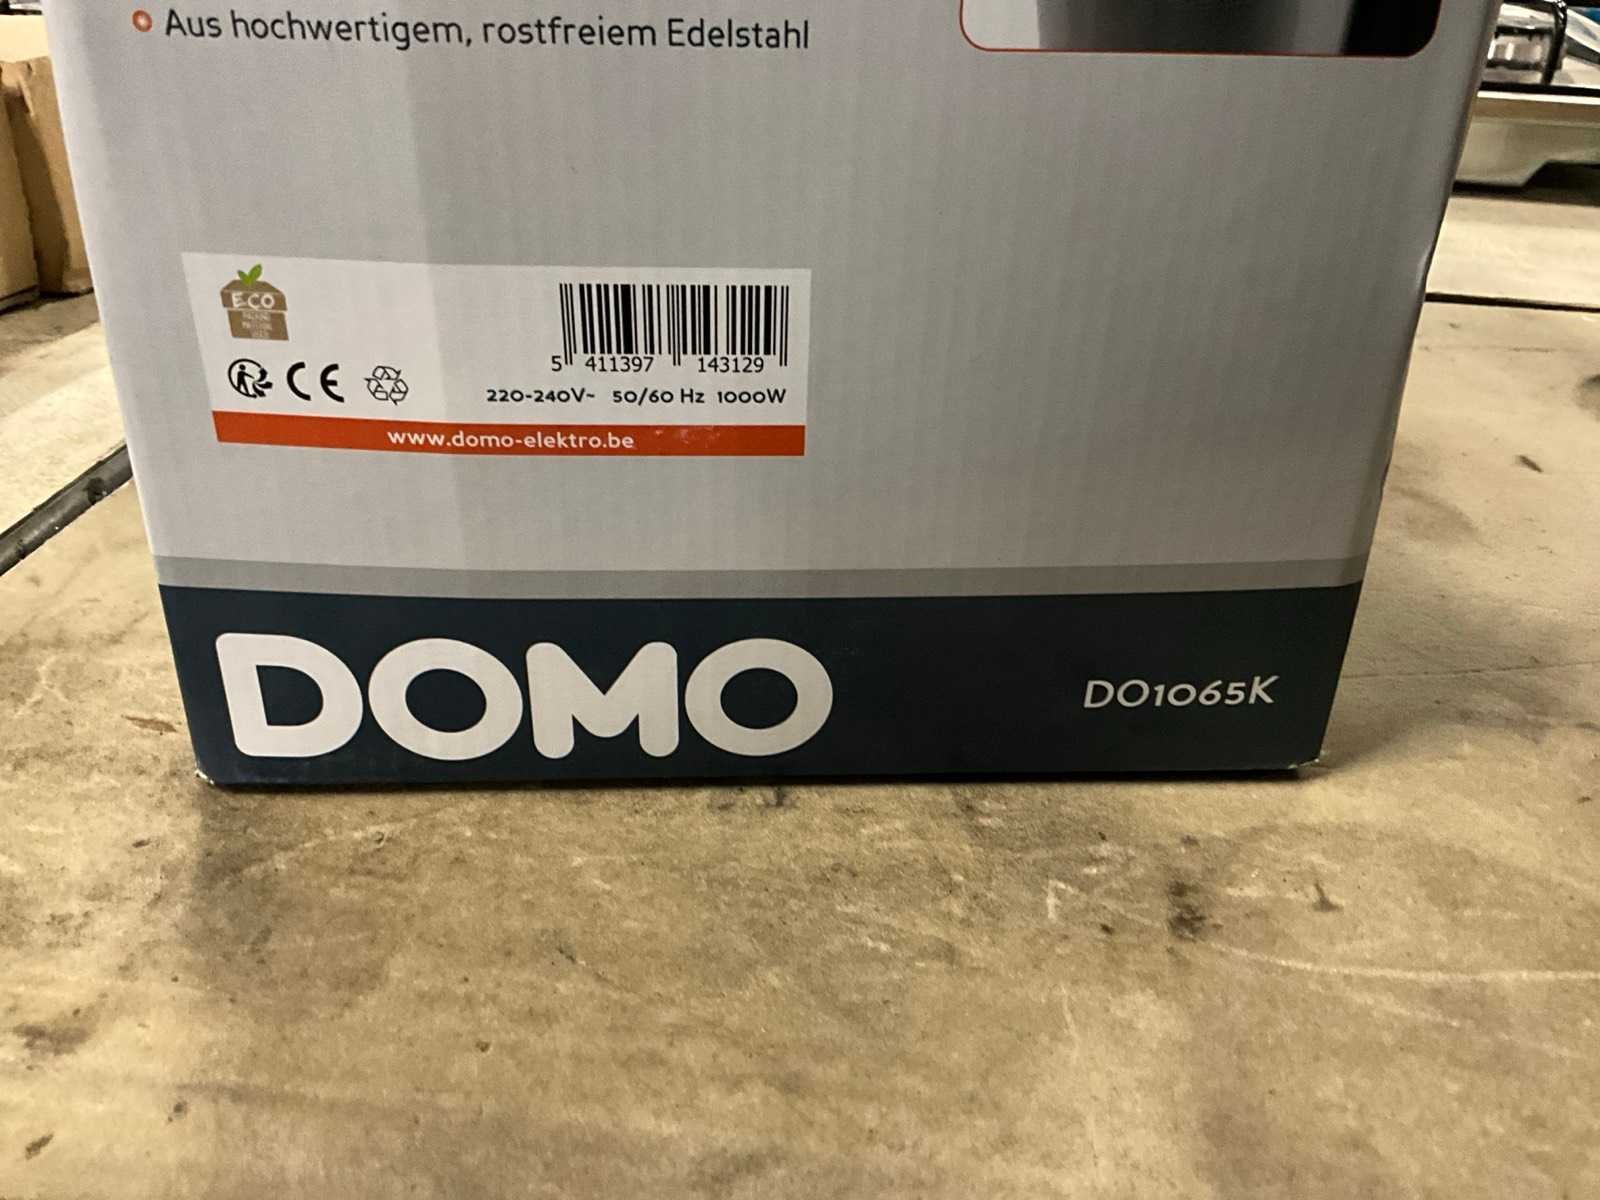 Aus hochwertigem, rostfreiem Edelstahl
ECO
5 411397 143129
CE
220-240V~ 50/60 Hz 1000W
www.domo-elektro.be
DOMO
DO1065K